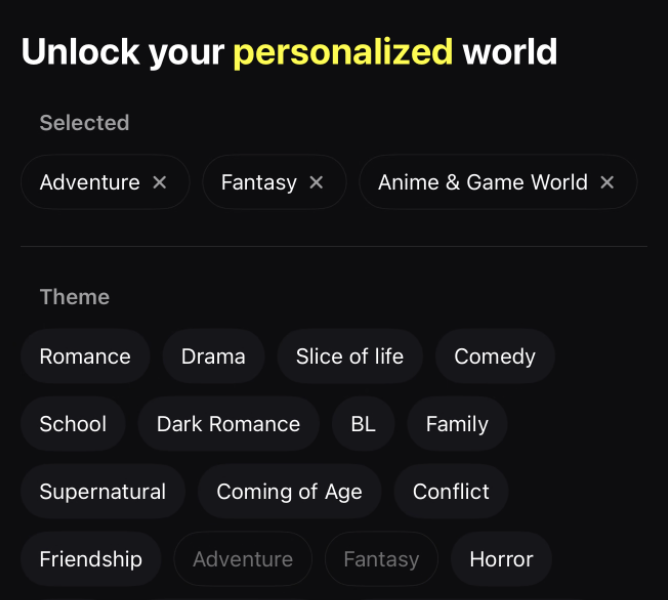 Unlock your personalized world
Selected
Adventure × Fantasy × Anime & Game World ×
Theme
Romance Drama Slice of life Comedy
School Dark Romance BL Family
Supernatural Coming of Age Conflict
Friendship Adventure Fantasy Horror